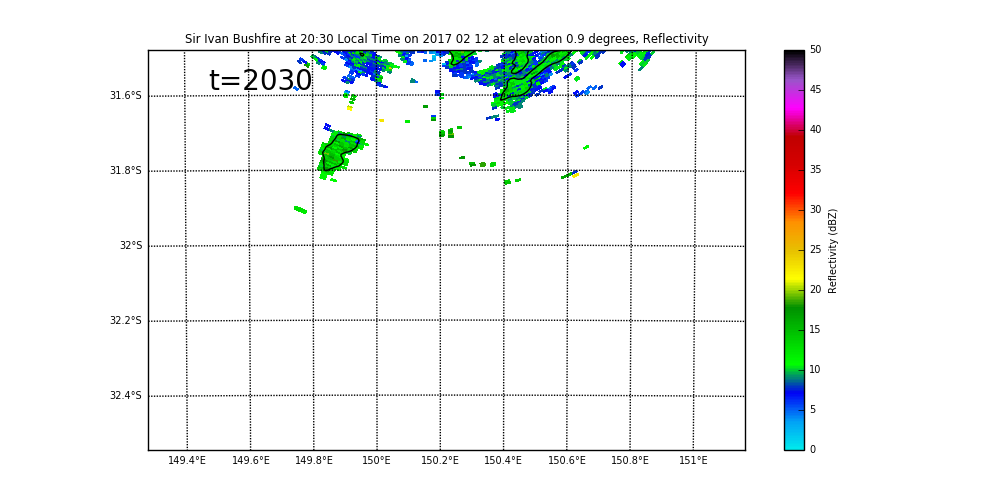 Sir Ivan Bushfire at 20:30 Local Time on 2017 02 12 at elevation 0.9 degrees, Reflectivity
t=2030
31.6°S
31.8°S
32°S
32.2°S
32.4°S
149.4°E 149.6°E 149.8°E 150°E 150.2°E 150.4°E 150.6°E 150.8°E 151°E
50
45
40
35
30
25
20
15
10
5
0
Reflectivity (dBZ)